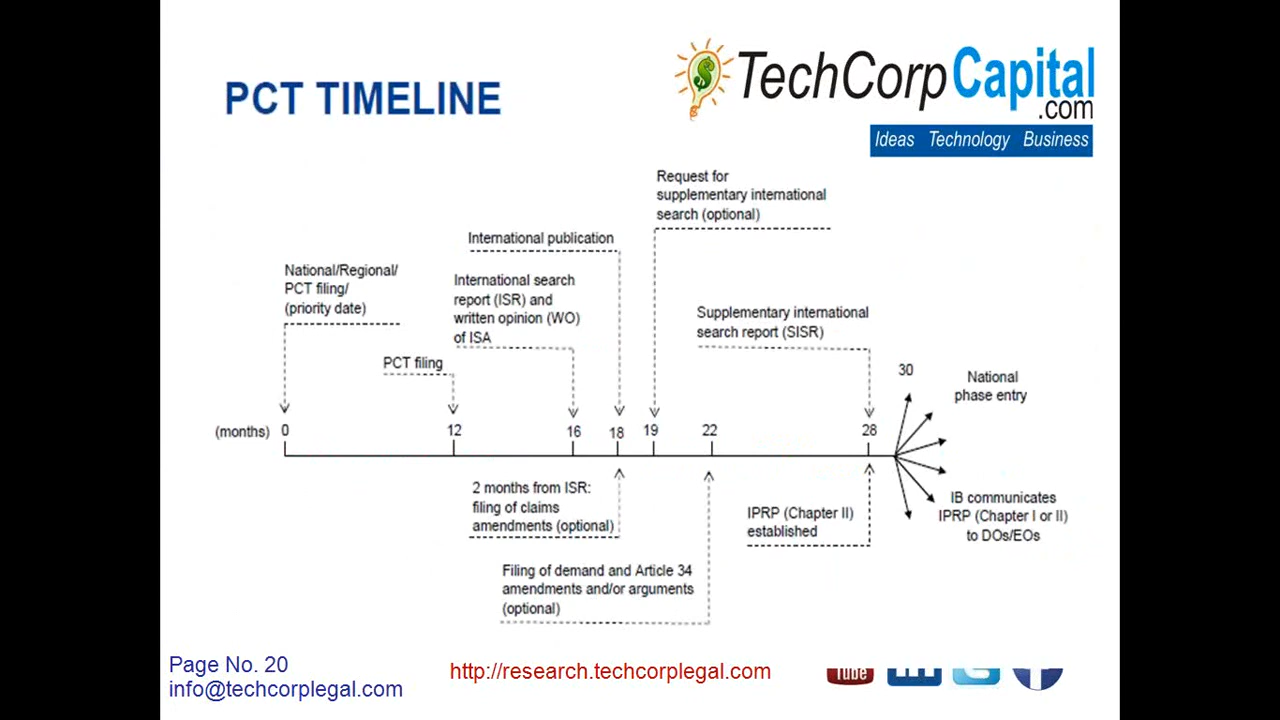 PCT TIMELINE
TechCorpCapital
.com
Ideas Technology Business
Request for
supplementary international
search (optional)
International publication
National/Regional/
PCT filing/
(priority date)
International search
report (ISR) and
written opinion (WO)
of ISA
Supplementary international
search report (SISR)
PCT filing
30
National
phase entry
(months) 0 12 16 18 19 22 28
2 months from ISR:
filing of claims
amendments (optional)
IPRP (Chapter II)
established
IB communicates
IPRP (Chapter I or II)
to DOs/EOs
Filing of demand and Article 34
amendments and/or arguments
(optional)
Page No. 20
info@techcorplegal.com
http://research.techcorplegal.com
Tube